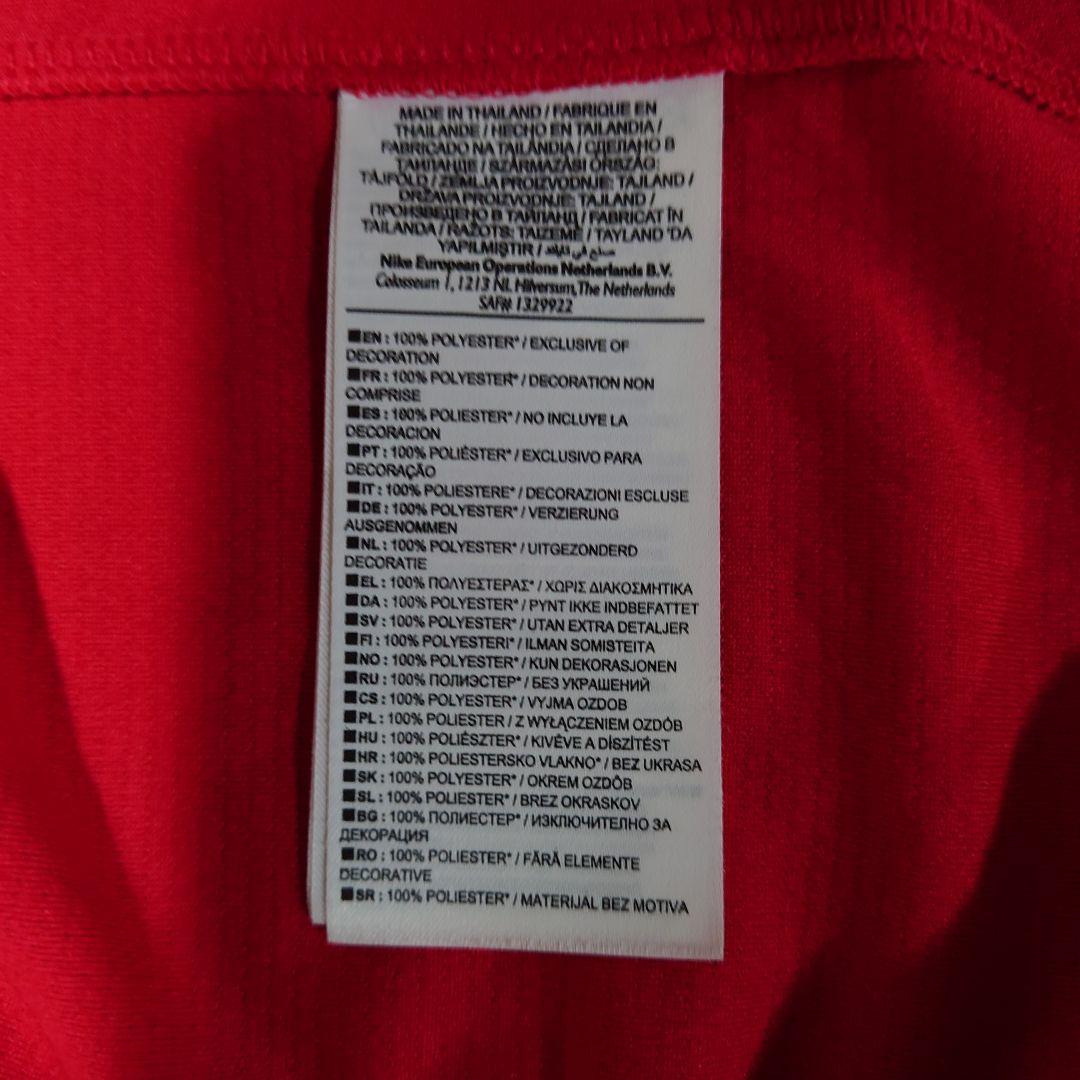 MADE IN THAILAND / FABRIQUE EN
THAILANDE / HECHO EN TAILANDIA /
FABRICADO NA TAILÂNDIA / СДЕЛАНО В
ТАИЛАНДЕ / SZÁRMAZÁSI ORSZÁG:
TÁJFÖLD / ZEMLJA PROIZVODNJE: TAJLAND /
DRŽAVA PROIZVODNJE: TAJLAND /
ПРОИЗВЕДЕНО В ТАЙЛАНД / FABRICAT ÎN
TAILANDA / RAŽOTS: TAIZEME / TAYLAND 'DA
YAPILMIŞTIR / صنع في تايلاند
Nike European Operations Netherlands B.V.
Colosseum 1, 1213 NL Hilversum, The Netherlands
SAF# 1329922
■EN : 100% POLYESTER* / EXCLUSIVE OF
DECORATION
■FR : 100% POLYESTER* / DECORATION NON
COMPRISE
■ES : 100% POLIESTER* / NO INCLUYE LA
DECORACION
■PT : 100% POLIÉSTER* / EXCLUSIVO PARA
DECORAÇÃO
■IT : 100% POLIESTERE* / DECORAZIONI ESCLUSE
■DE : 100% POLYESTER* / VERZIERUNG
AUSGENOMMEN
■NL : 100% POLYESTER* / UITGEZONDERD
DECORATIE
■EL : 100% ΠΟΛΥΕΣΤΕΡΑΣ* / ΧΩΡΙΣ ΔΙΑΚΟΣΜΗΤΙΚΑ
■DA : 100% POLYESTER* / PYNT IKKE INDBEFATTET
■SV : 100% POLYESTER* / UTAN EXTRA DETALJER
■FI : 100% POLYESTERI* / ILMAN SOMISTEITA
■NO : 100% POLYESTER* / KUN DEKORASJONEN
■RU : 100% ПОЛИЭСТЕР* / БЕЗ УКРАШЕНИЙ
■CS : 100% POLYESTER* / VYJMA OZDOB
■PL : 100% POLIESTER / Z WYŁĄCZENIEM OZDÓB
■HU : 100% POLIÉSZTER* / KIVÉVE A DÍSZÍTÉST
■HR : 100% POLIESTERSKO VLAKNO* / BEZ UKRASA
■SK : 100% POLYESTER* / OKREM OZDÔB
■SL : 100% POLIESTER* / BREZ OKRASKOV
■BG : 100% ПОЛИЕСТЕР* / ИЗКЛЮЧИТЕЛНО ЗА
ДЕКОРАЦИЯ
■RO : 100% POLIESTER* / FĂRĂ ELEMENTE
DECORATIVE
■SR : 100% POLIESTER* / MATERIJAL BEZ MOTIVA